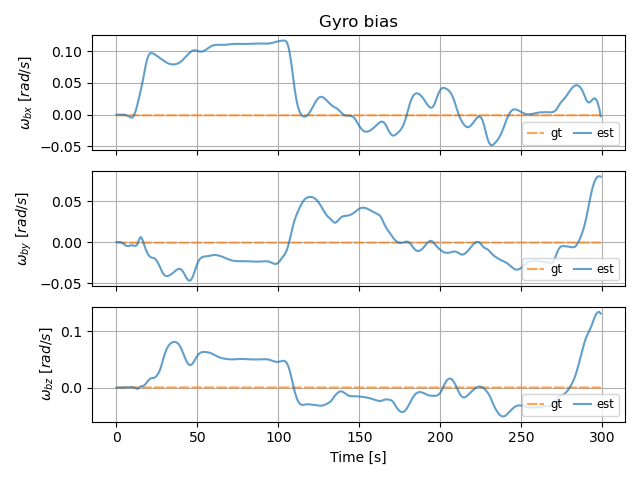 Gyro bias
0.10
0.05
0.00
−0.05
ω_bx [rad/s]
gt est
0.05
0.00
−0.05
ω_by [rad/s]
gt est
0.1
0.0
ω_bz [rad/s]
gt est
0 50 100 150 200 250 300
Time [s]